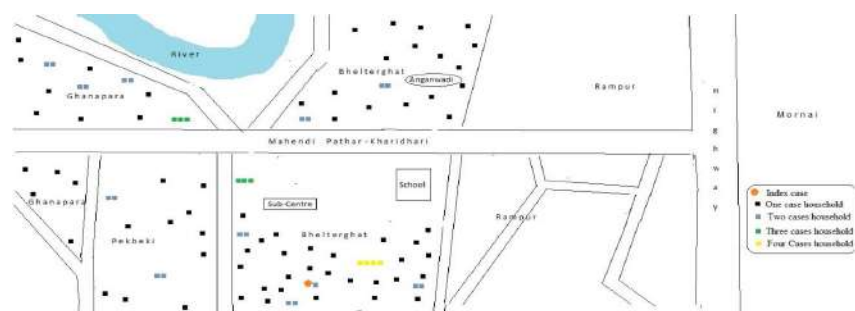 River
Bhelterghat
Anganwadi
Ghanapara
Rampur
Mornai
Highway
Mahendi Pathar-Kharidhari
School
Ghanapara
Sub-Centre
Rampur
Bhelterghat
Pekheki
Index case
One case household
Two cases household
Three cases household
Four Cases household